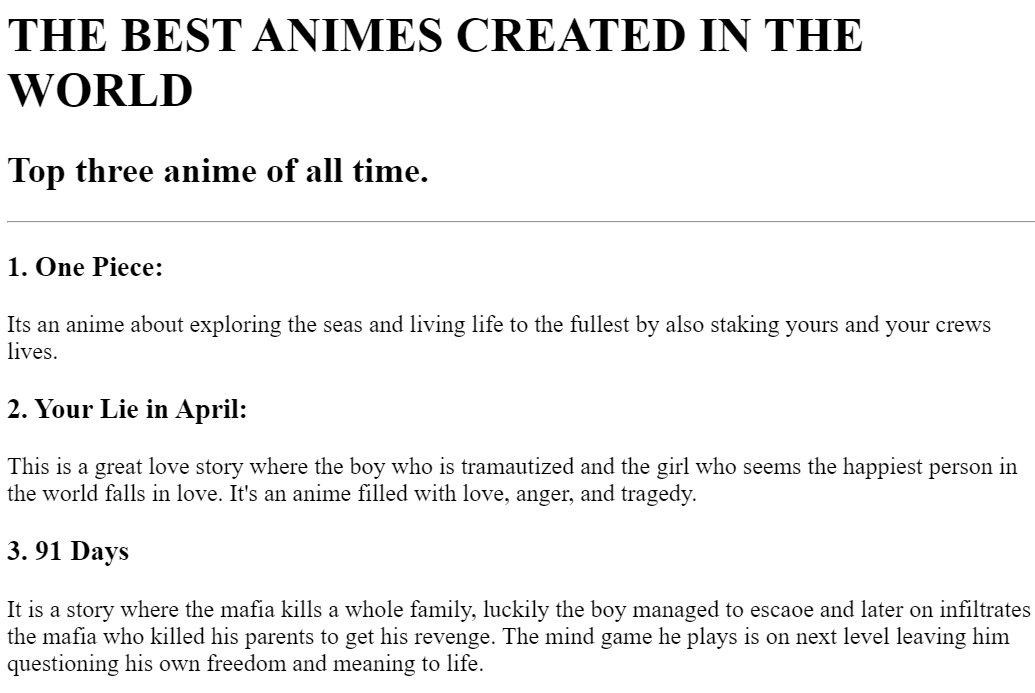 THE BEST ANIMES CREATED IN THE
WORLD
Top three anime of all time.
1. One Piece:
Its an anime about exploring the seas and living life to the fullest by also staking yours and your crews
lives.
2. Your Lie in April:
This is a great love story where the boy who is tramautized and the girl who seems the happiest person in
the world falls in love. It's an anime filled with love, anger, and tragedy.
3. 91 Days
It is a story where the mafia kills a whole family, luckily the boy managed to escaoe and later on infiltrates
the mafia who killed his parents to get his revenge. The mind game he plays is on next level leaving him
questioning his own freedom and meaning to life.